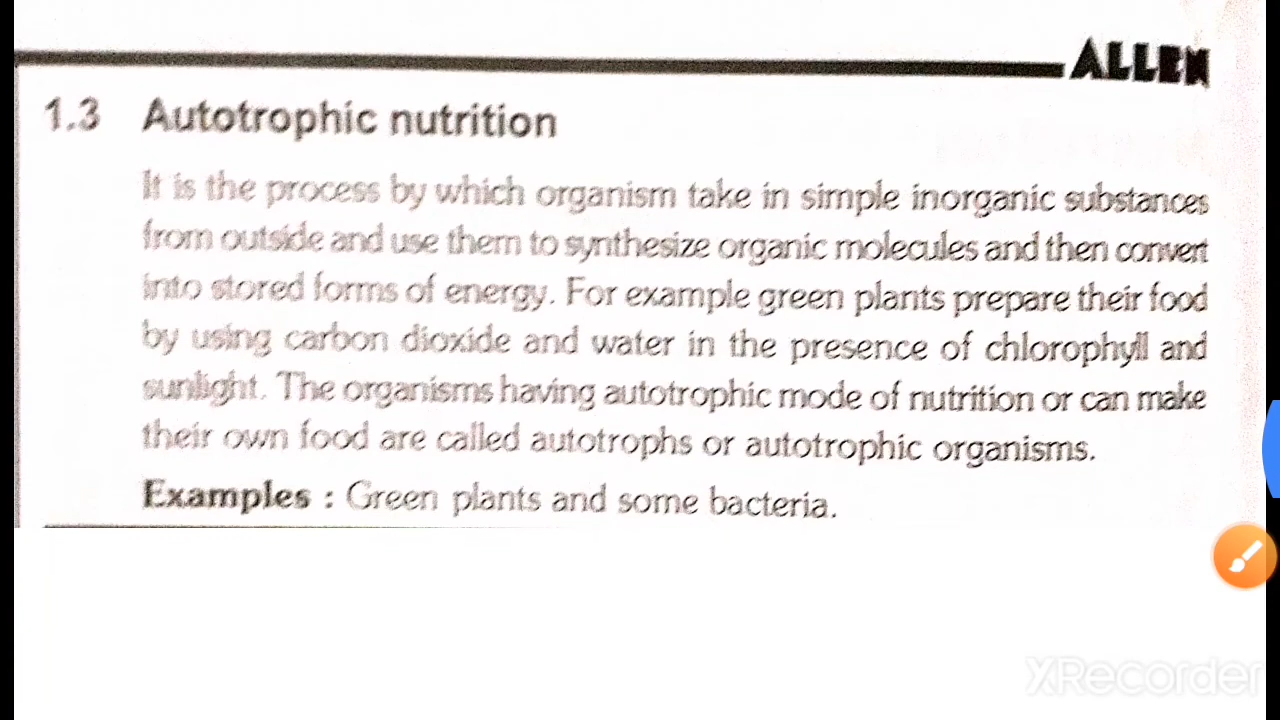 ALLEN
1.3 Autotrophic nutrition
It is the process by which organism take in simple inorganic substances
from outside and use them to synthesize organic molecules and then convert
into stored forms of energy. For example green plants prepare their food
by using carbon dioxide and water in the presence of chlorophyll and
sunlight. The organisms having autotrophic mode of nutrition or can make
their own food are called autotrophs or autotrophic organisms.
Examples : Green plants and some bacteria.
XRecorder